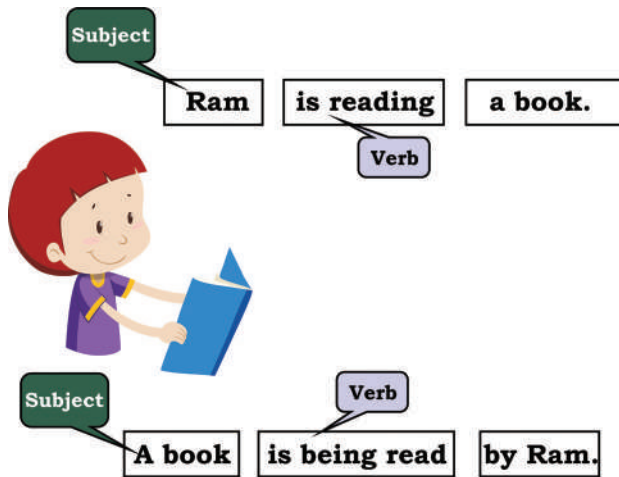 Subject
Ram is reading a book.
Verb
Verb
Subject
A book is being read by Ram.